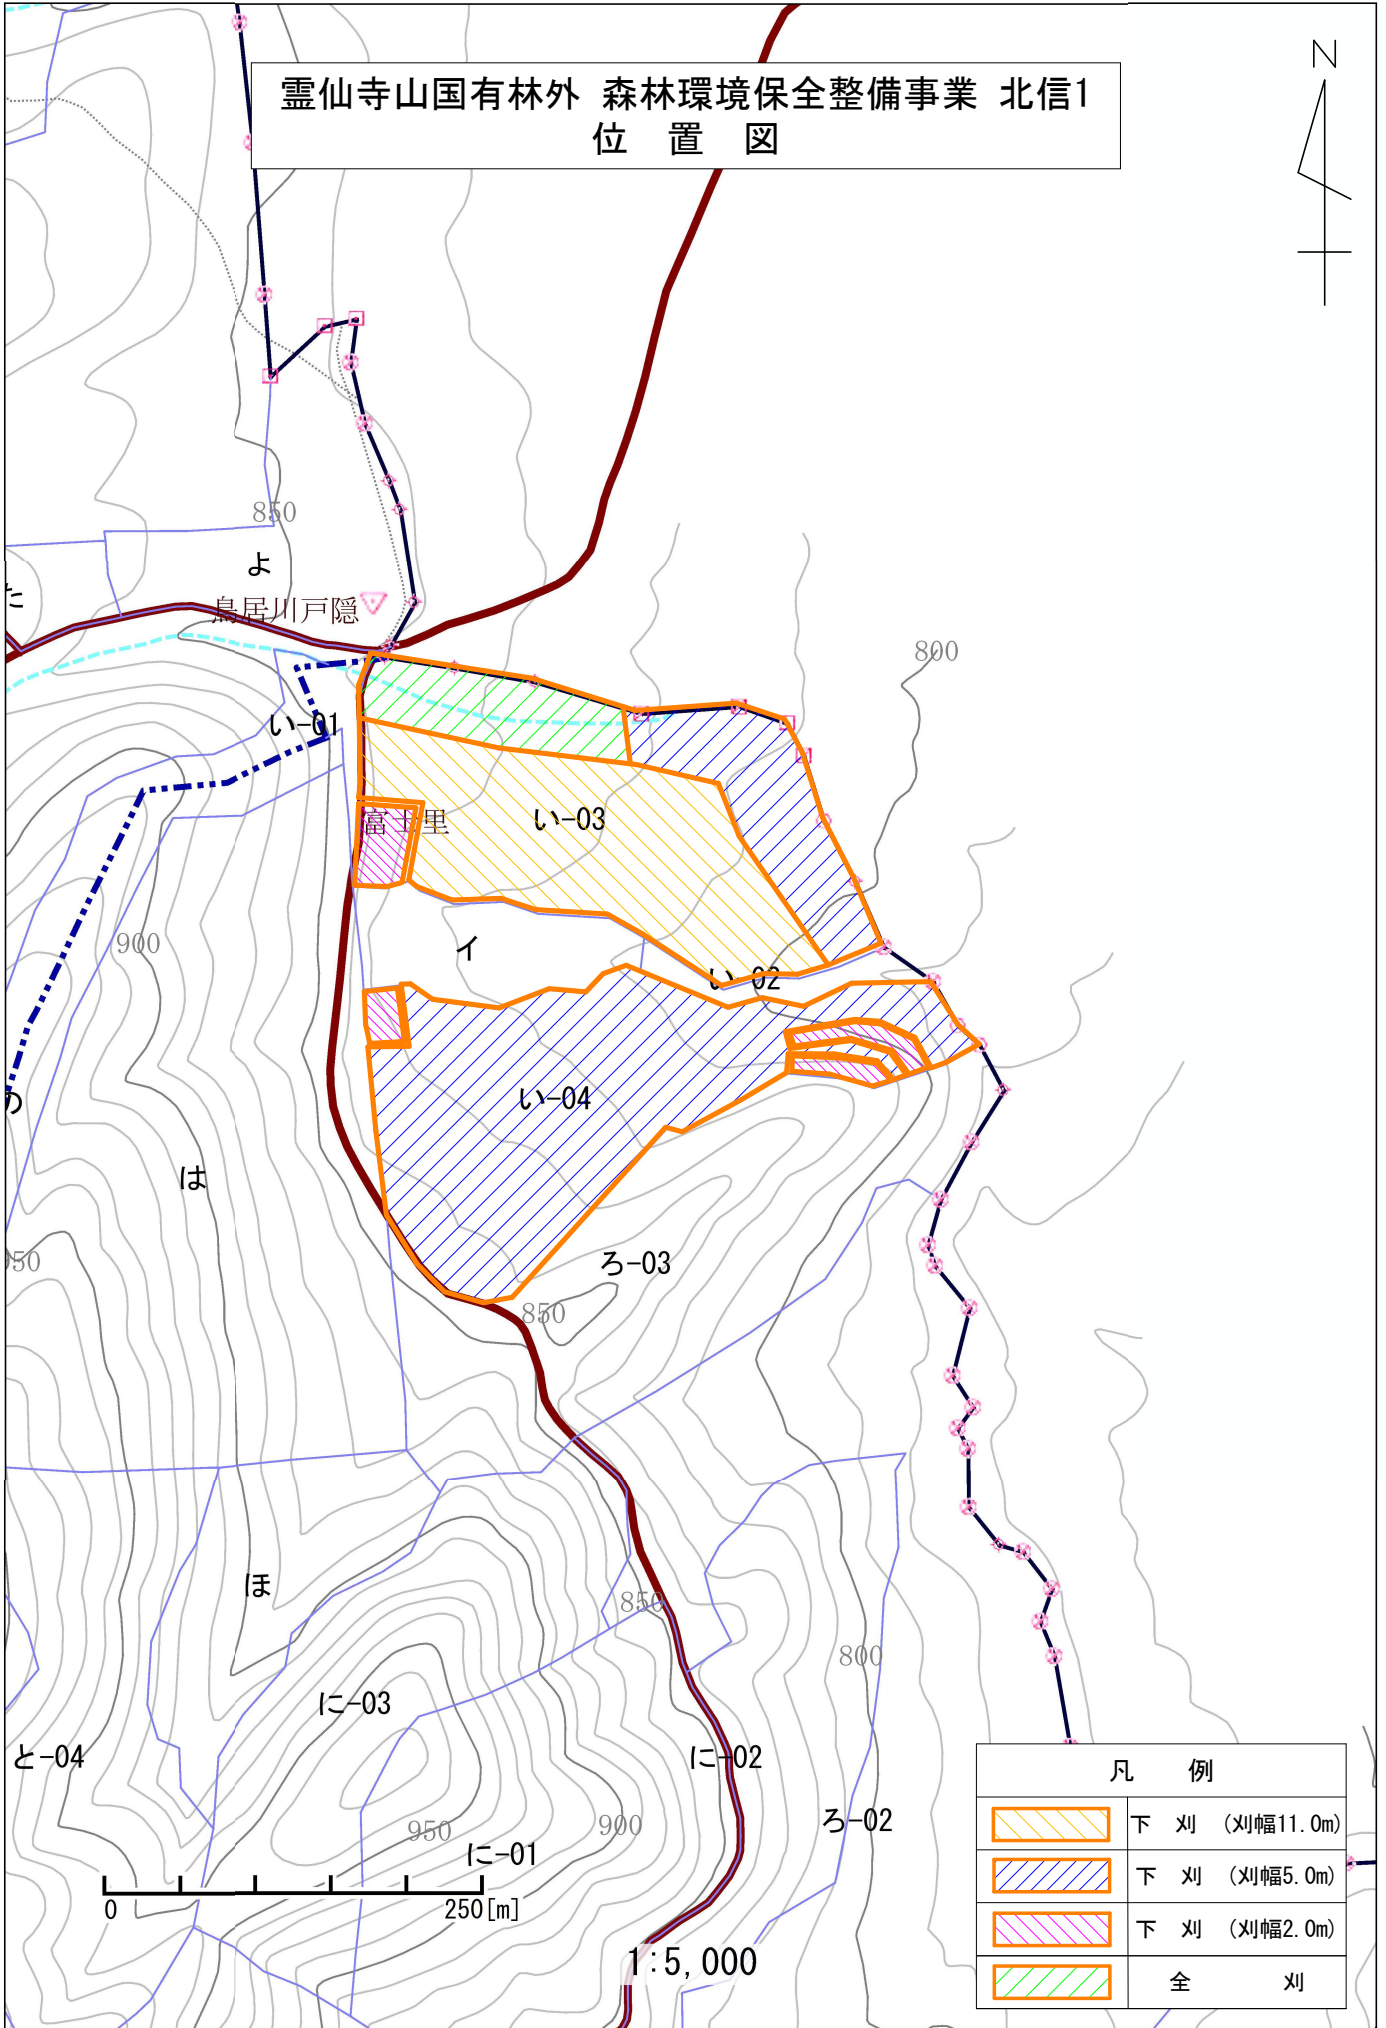 霊仙寺山国有林外 森林環境保全整備事業 北信1
位 置 図
N
850
よ
た
鳥居川戸隠
800
い-01
富士里
い-03
900
イ
い-02
の
い-04
は
950
ろ-03
850
ほ
850
800
に-03
と-04
に-02
凡 例
下 刈 (刈幅11.0m)
下 刈 (刈幅5.0m)
下 刈 (刈幅2.0m)
全 刈
ろ-02
950
900
に-01
0 250[m]
1:5,000